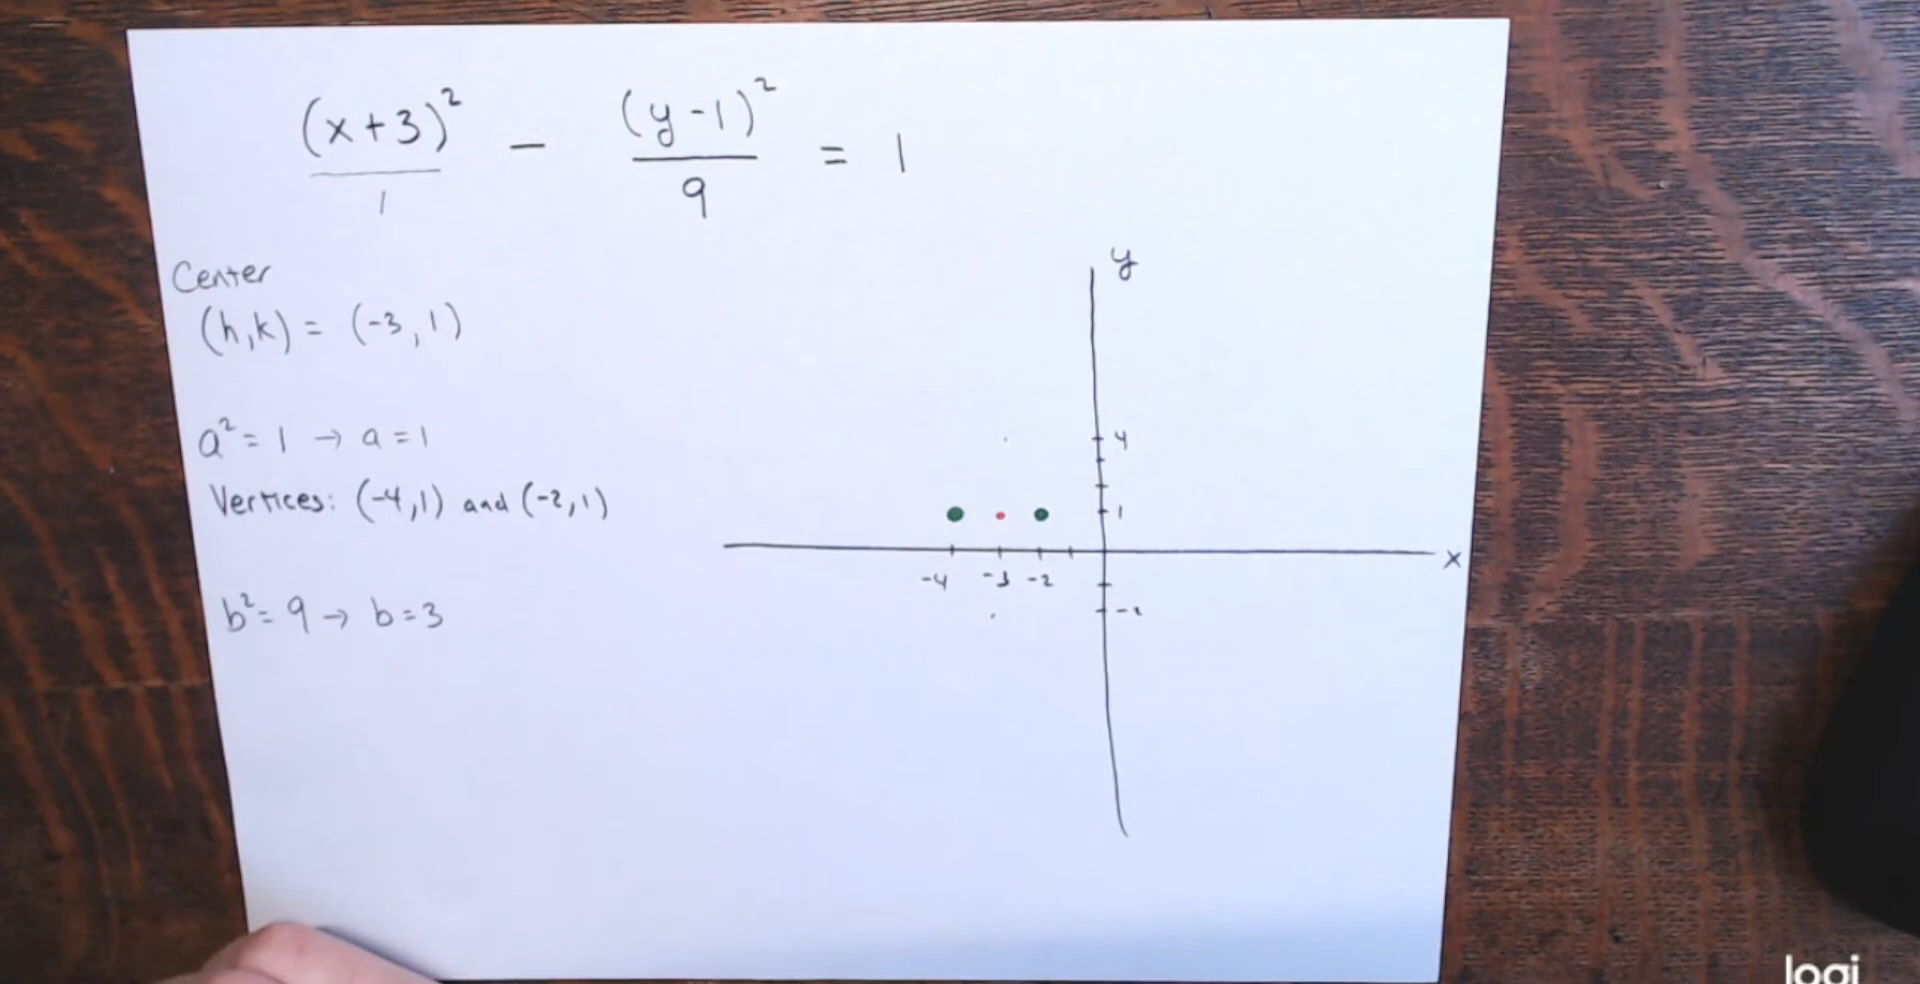 (x+3)² / 1 - (y-1)² / 9 = 1
Center
(h,k) = (-3,1)
a² = 1 → a = 1
Vertices: (-4,1) and (-2,1)
b² = 9 → b = 3
y
4
1
x
-4 -3 -2
-2
logi